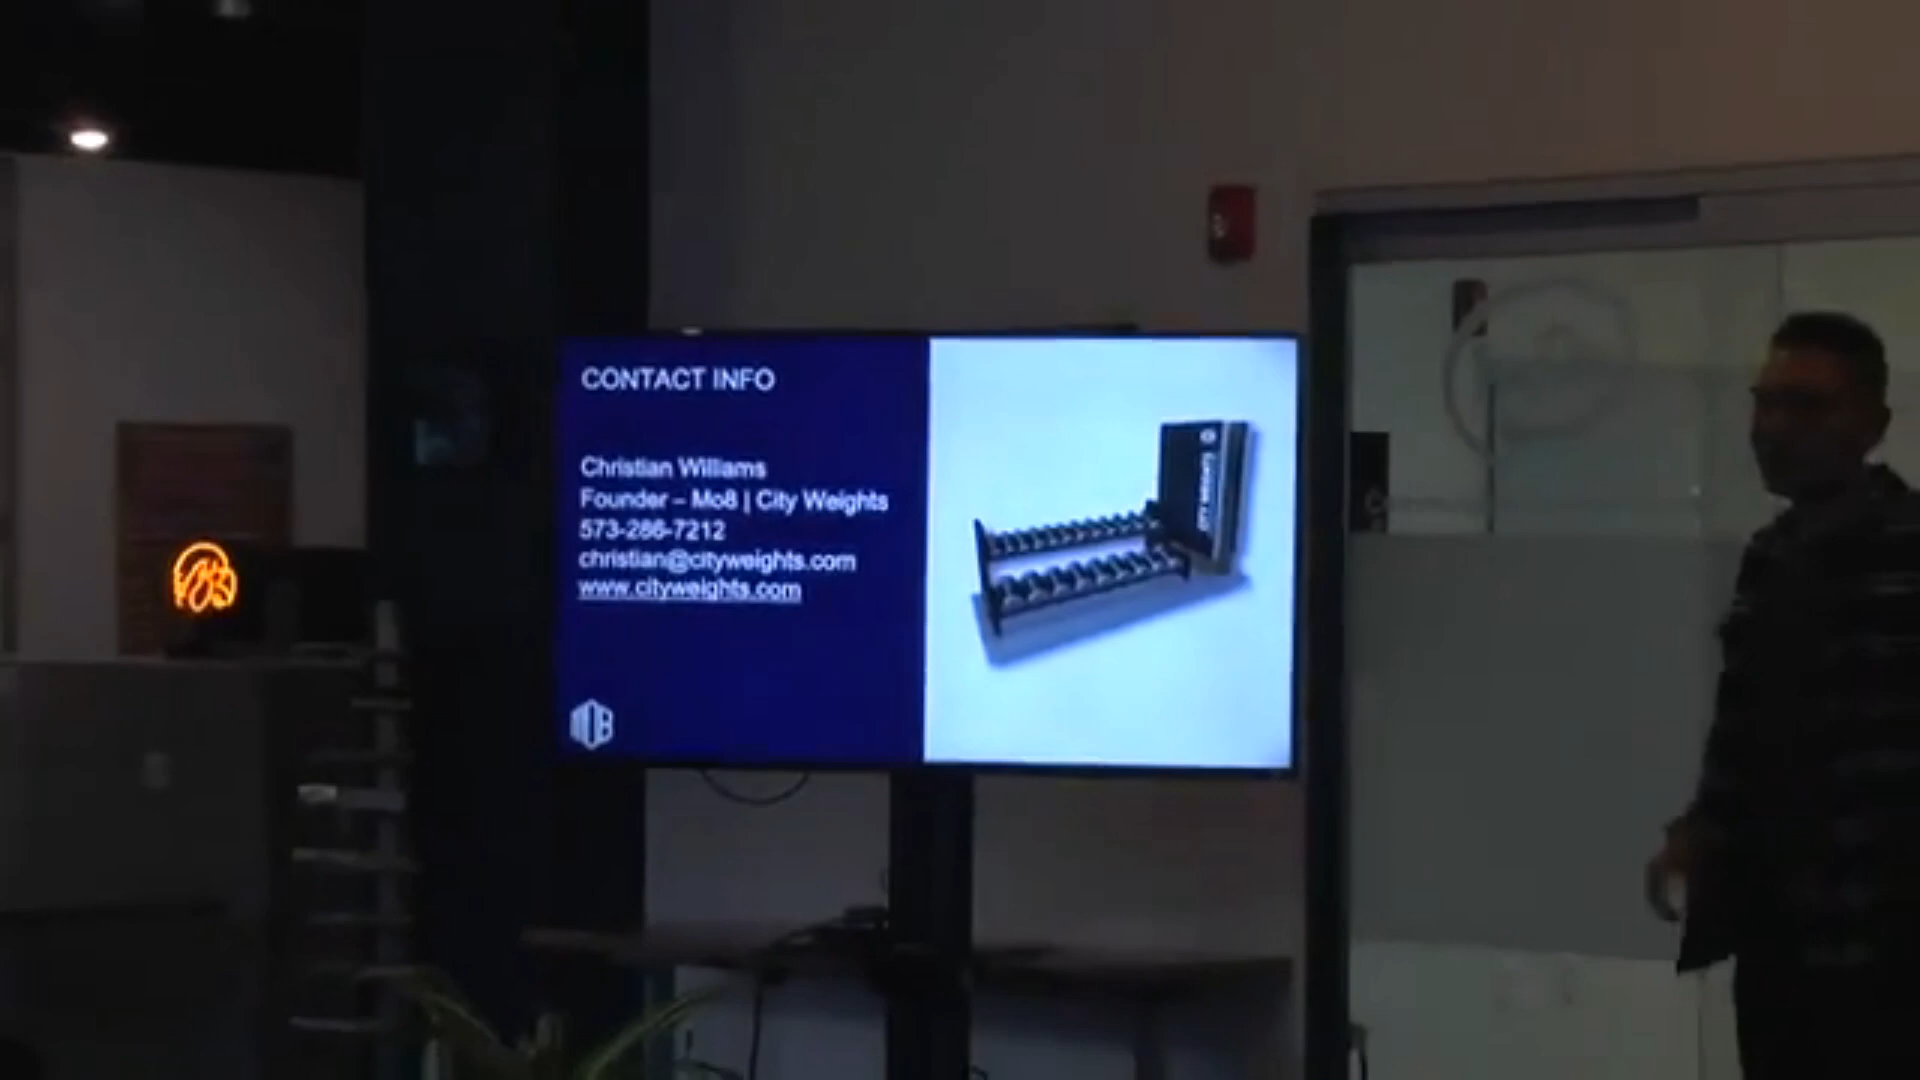 CONTACT INFO
Christian Williams
Founder – Mo8 | City Weights
573-286-7212
christian@cityweights.com
www.cityweights.com